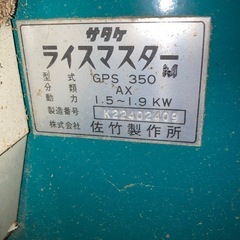 サタケ
ライスマスター M
型式 GPS 350
分類 AX
動力 1.5～1.9 KW
製造番号 K22402409
株式会社 佐竹製作所